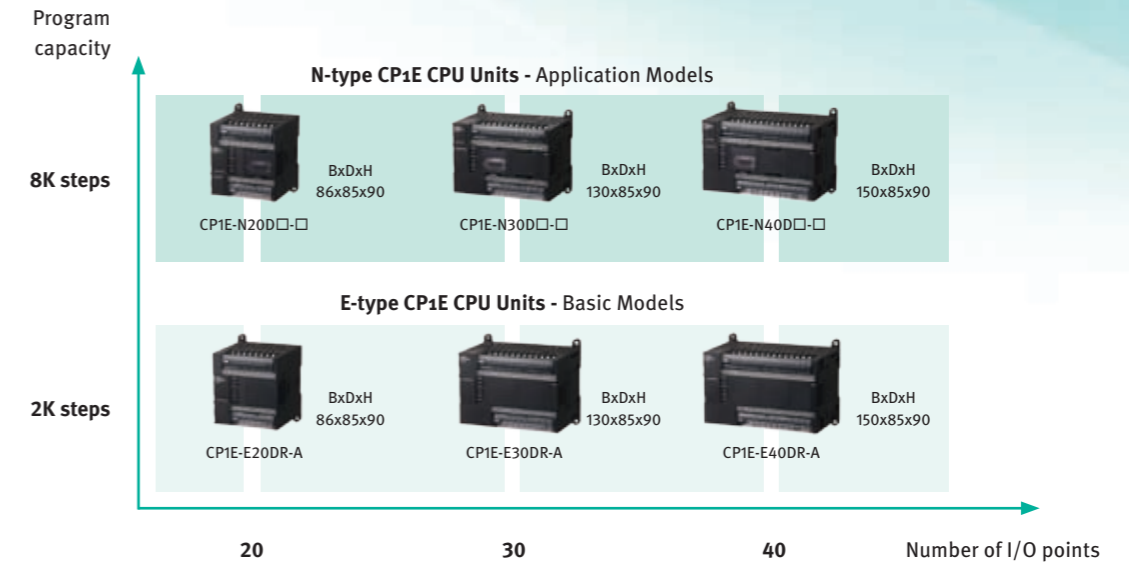 Program
capacity
N-type CP1E CPU Units - Application Models
8K steps
BxDxH
86x85x90
BxDxH
130x85x90
BxDxH
150x85x90
CP1E-N20D□-□
CP1E-N30D□-□
CP1E-N40D□-□
E-type CP1E CPU Units - Basic Models
2K steps
BxDxH
86x85x90
BxDxH
130x85x90
BxDxH
150x85x90
CP1E-E20DR-A
CP1E-E30DR-A
CP1E-E40DR-A
20
30
40
Number of I/O points